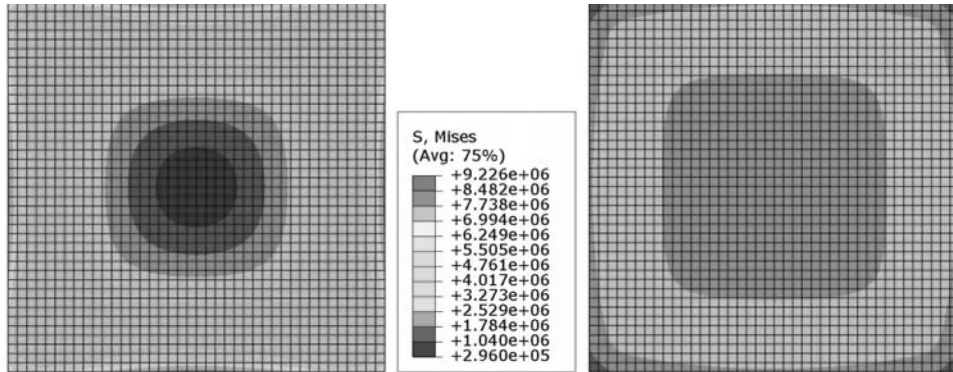 S, Mises
(Avg: 75%)
+9.226e+06
+8.482e+06
+7.738e+06
+6.994e+06
+6.249e+06
+5.505e+06
+4.761e+06
+4.017e+06
+3.273e+06
+2.529e+06
+1.784e+06
+1.040e+06
+2.960e+05